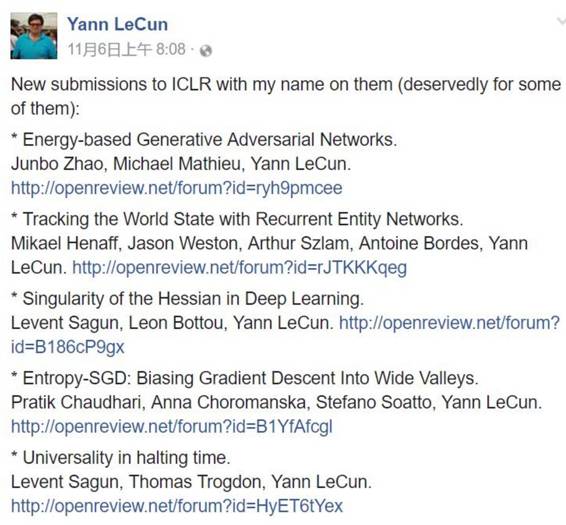 Yann LeCun
11月6日上午 8:08 ·
New submissions to ICLR with my name on them (deservedly for some
of them):
* Energy-based Generative Adversarial Networks.
Junbo Zhao, Michael Mathieu, Yann LeCun.
http://openreview.net/forum?id=ryh9pmcee
* Tracking the World State with Recurrent Entity Networks.
Mikael Henaff, Jason Weston, Arthur Szlam, Antoine Bordes, Yann
LeCun. http://openreview.net/forum?id=rJTKKKqeg
* Singularity of the Hessian in Deep Learning.
Levent Sagun, Leon Bottou, Yann LeCun. http://openreview.net/forum?
id=B186cP9gx
* Entropy-SGD: Biasing Gradient Descent Into Wide Valleys.
Pratik Chaudhari, Anna Choromanska, Stefano Soatto, Yann LeCun.
http://openreview.net/forum?id=B1YfAfcgl
* Universality in halting time.
Levent Sagun, Thomas Trogdon, Yann LeCun.
http://openreview.net/forum?id=HyET6tYex